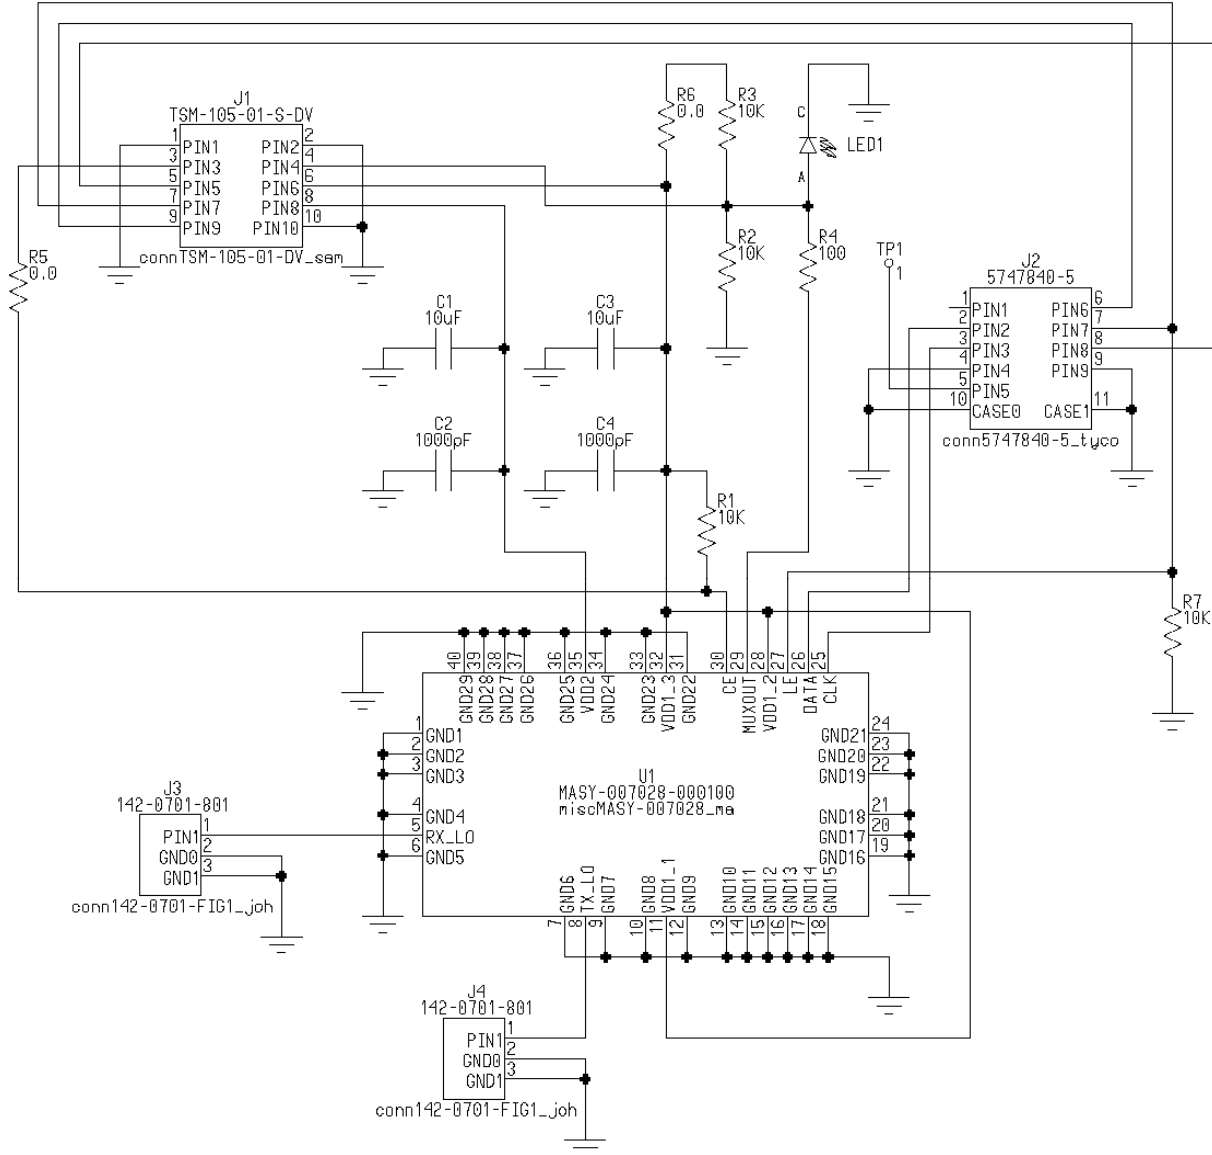 J1
TSM-105-01-S-DV
1 PIN1 PIN2 2
3 PIN3 PIN4 4
5 PIN5 PIN6 6
7 PIN7 PIN8 8
9 PIN9 PIN10 10
connTSM-105-01-DV_sam
R5
0.0
R6
0.0
R3
10K
C
A
LED1
R2
10K
R4
100
TP1
1
J2
5747840-5
1 PIN1 PIN6 6
2 PIN2 PIN7 7
3 PIN3 PIN8 8
4 PIN4 PIN9 9
5 PIN5
10 CASE0 CASE1 11
conn5747840-5_tyco
C1
10uF
C3
10uF
C2
1000pF
C4
1000pF
R1
10K
R7
10K
40 39 38 37 36 35 34 33 32 31 30 29 28 27 26 25
GND29 GND28 GND27 GND26 GND25 VDD2 GND24 GND23 VDD1_3 GND22 CE MUXOUT VDD1_2 LE DATA CLK
1 GND1 GND21 24
2 GND2 GND20 23
3 GND3 GND19 22
U1
MASY-007028-000100
miscMASY-007028_ma
4 GND4 GND18 21
5 RX_LO GND17 20
6 GND5 GND16 19
GND6 TX_LO GND7 GND8 VDD1_1 GND9 GND10 GND11 GND12 GND13 GND14 GND15
7 8 9 10 11 12 13 14 15 16 17 18
J3
142-0701-801
PIN1 1
GND0 2
GND1 3
conn142-0701-FIG1_joh
J4
142-0701-801
PIN1 1
GND0 2
GND1 3
conn142-0701-FIG1_joh